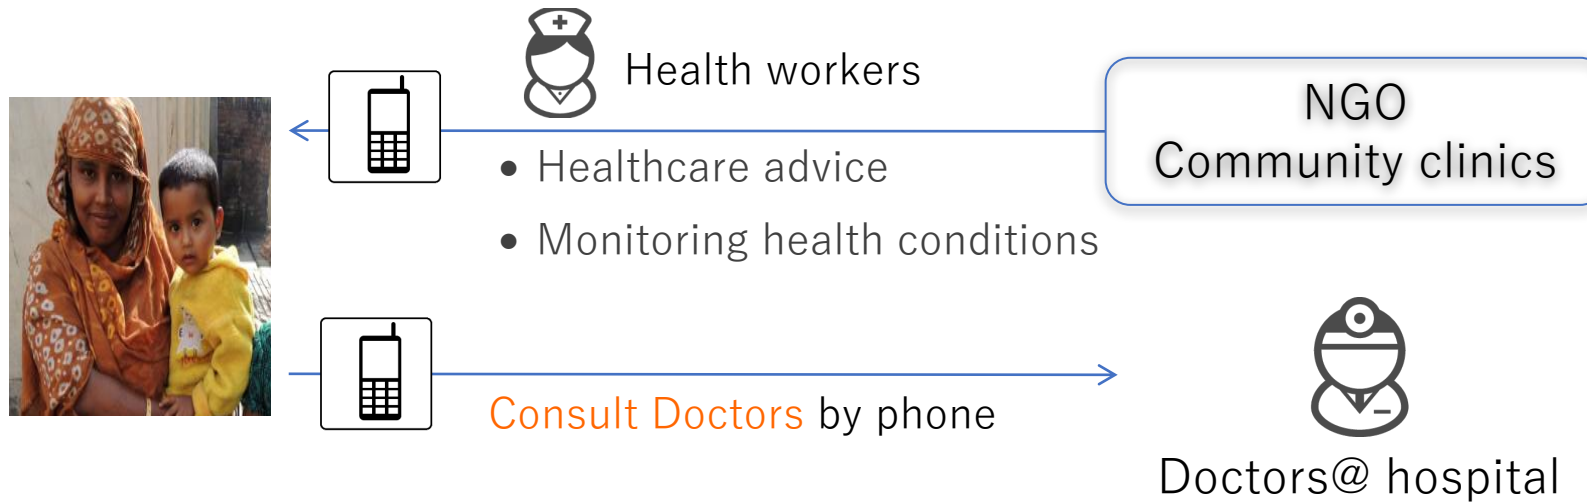 Health workers
NGO
Community clinics
• Healthcare advice
• Monitoring health conditions
Consult Doctors by phone
Doctors@ hospital